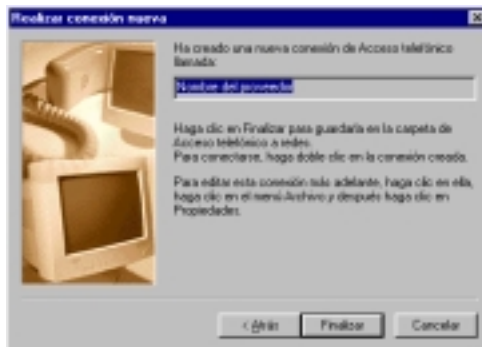 Realizar conexión nueva
Ha creado una nueva conexión de Acceso telefónico
llamada:
Nombre del proveedor
Haga clic en Finalizar para guardarla en la carpeta de
Acceso telefónico a redes.
Para conectarse, haga doble clic en la conexión creada.
Para editar esta conexión más adelante, haga clic en ella,
haga clic en el menú Archivo y después haga clic en
Propiedades.
< Atrás Finalizar Cancelar